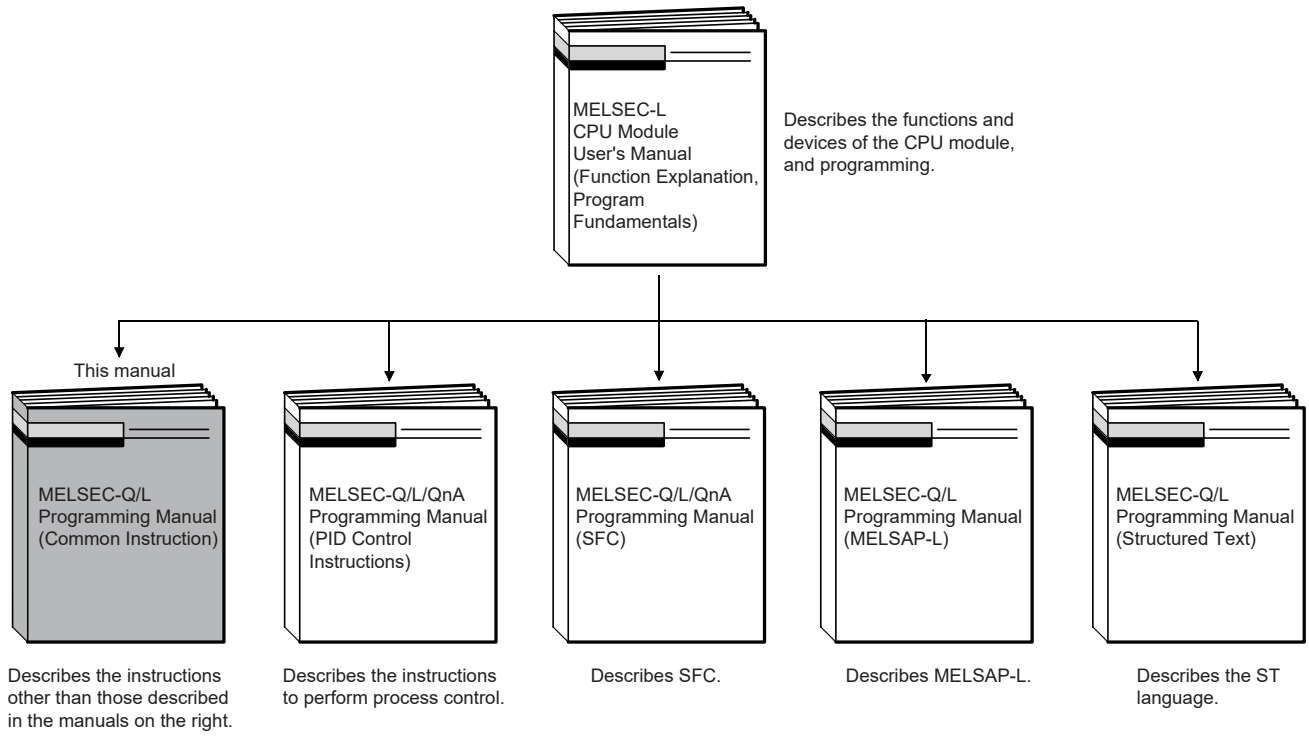 MELSEC-L
CPU Module
User's Manual
(Function Explanation,
Program
Fundamentals)
Describes the functions and
devices of the CPU module,
and programming.
This manual
MELSEC-Q/L
Programming Manual
(Common Instruction)
MELSEC-Q/L/QnA
Programming Manual
(PID Control
Instructions)
MELSEC-Q/L/QnA
Programming Manual
(SFC)
MELSEC-Q/L
Programming Manual
(MELSAP-L)
MELSEC-Q/L
Programming Manual
(Structured Text)
Describes the instructions
other than those described
in the manuals on the right.
Describes the instructions
to perform process control.
Describes SFC.
Describes MELSAP-L.
Describes the ST
language.